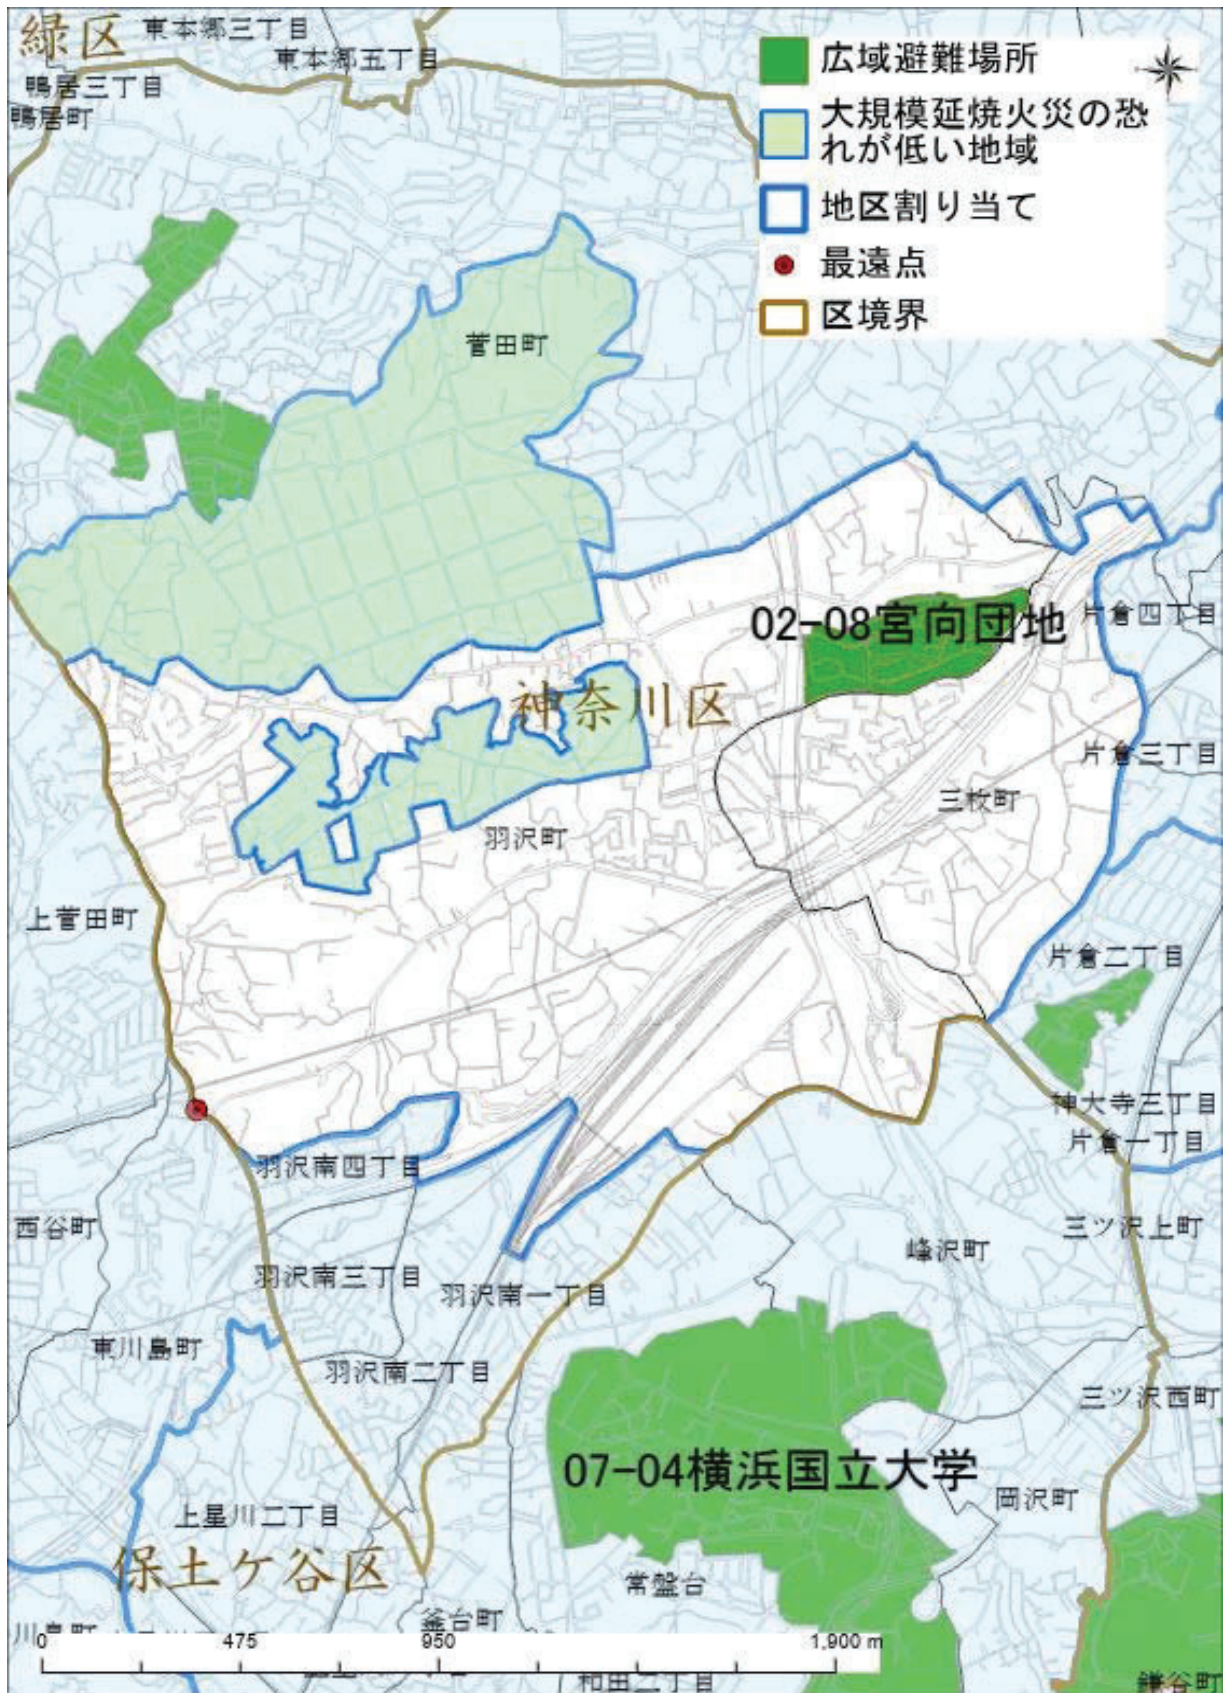 緑区
東本郷三丁目
東本郷五丁目
鴨居三丁目
鴨居町
広域避難場所
大規模延焼火災の恐
れが低い地域
地区割り当て
最遠点
区境界
菅田町
02-08宮向団地
片倉四丁目
神奈川区
片倉三丁目
三枚町
羽沢町
上菅田町
片倉二丁目
神大寺三丁目
片倉一丁目
羽沢南四丁目
西谷町
三ツ沢上町
峰沢町
羽沢南三丁目
羽沢南一丁目
東川島町
羽沢南二丁目
三ツ沢西町
07-04横浜国立大学
岡沢町
上星川二丁目
保土ケ谷区
常盤台
釜台町
川島町
0 475 950 1,900 m
和田二丁目
鎌谷町